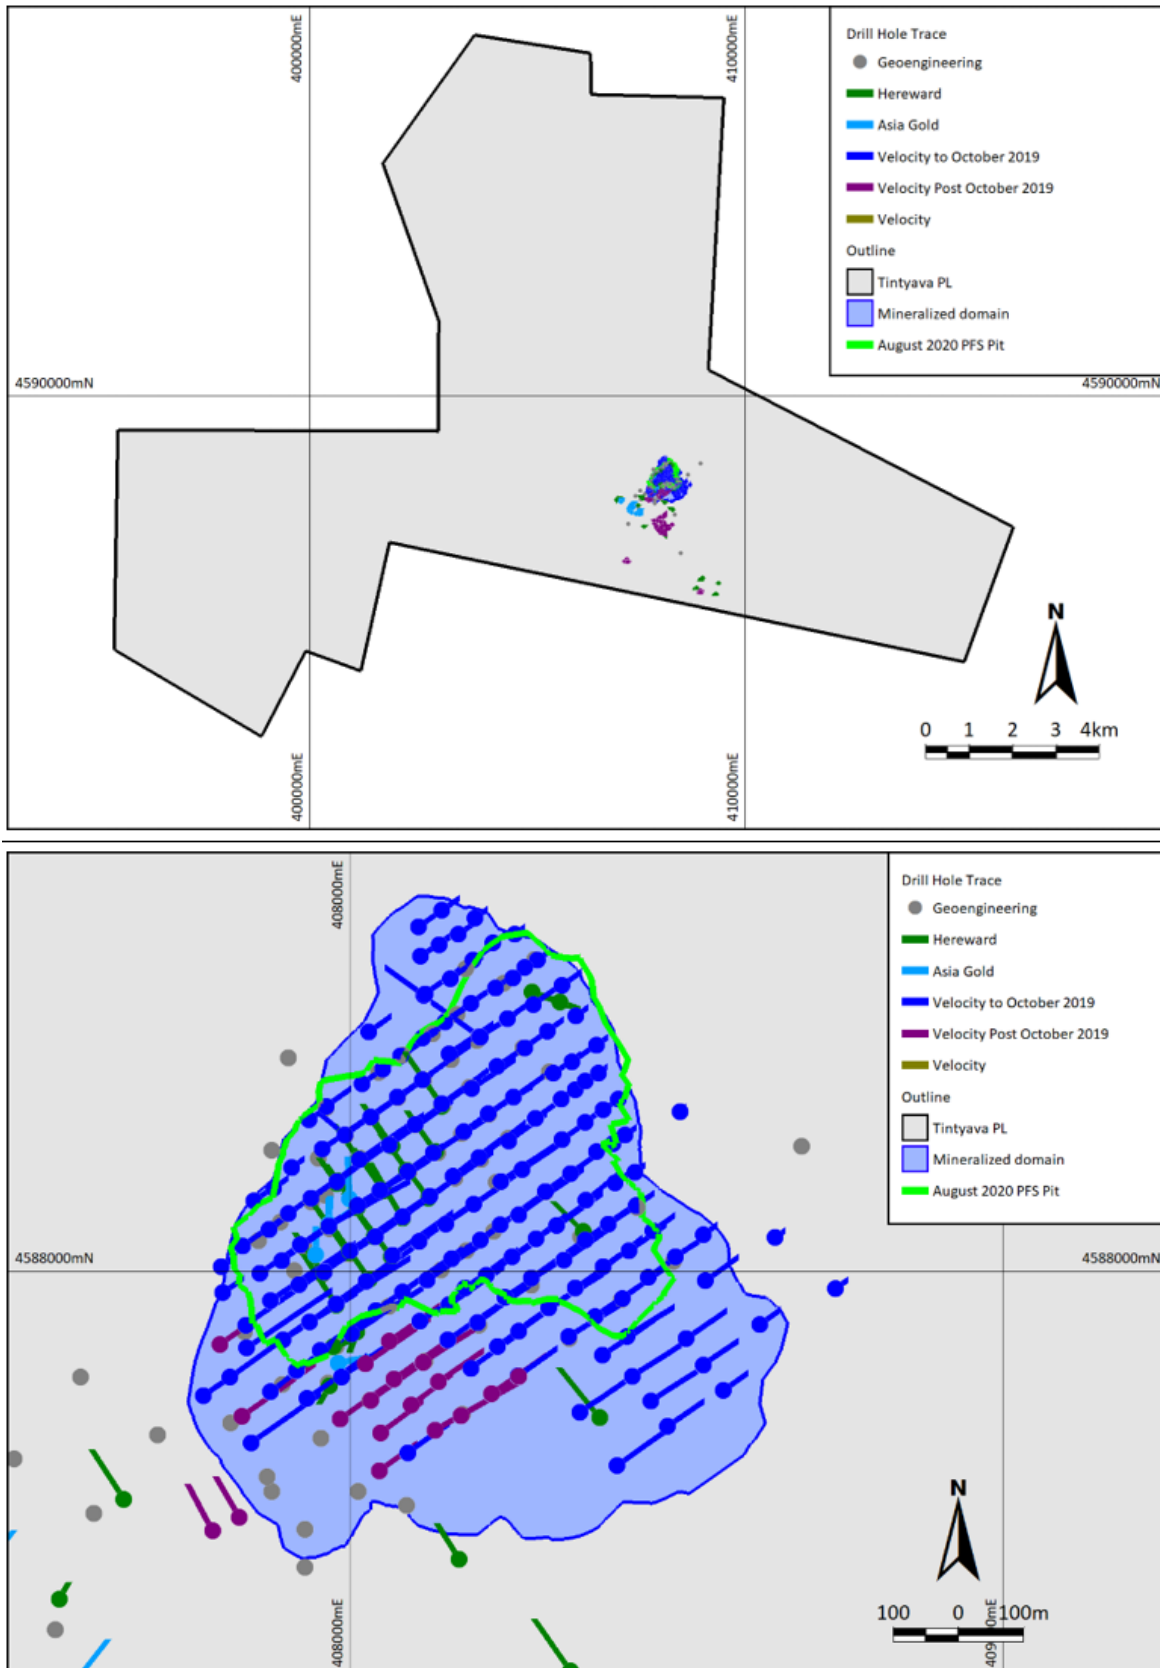 400000mE
410000mE
Drill Hole Trace
Geoengineering
Hereward
Asia Gold
Velocity to October 2019
Velocity Post October 2019
Velocity
Outline
Tintyava PL
Mineralized domain
August 2020 PFS Pit
4590000mN
4590000mN
N
0 1 2 3 4km
400000mE
410000mE
408000mE
Drill Hole Trace
Geoengineering
Hereward
Asia Gold
Velocity to October 2019
Velocity Post October 2019
Velocity
Outline
Tintyava PL
Mineralized domain
August 2020 PFS Pit
4588000mN
4588000mN
N
100 0 100m
408000mE